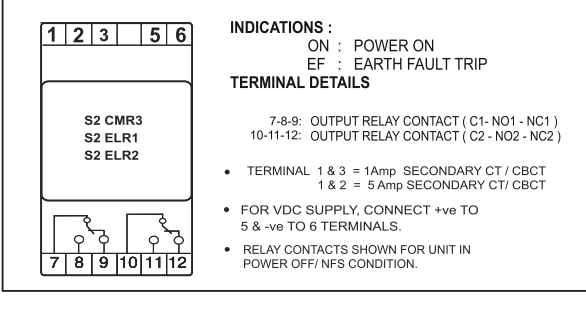 1 2 3 5 6
S2 CMR3
S2 ELR1
S2 ELR2
7 8 9 10 11 12
INDICATIONS :
ON : POWER ON
EF : EARTH FAULT TRIP
TERMINAL DETAILS
7-8-9: OUTPUT RELAY CONTACT ( C1- NO1 - NC1 )
10-11-12: OUTPUT RELAY CONTACT ( C2 - NO2 - NC2 )
• TERMINAL 1 & 3 = 1Amp SECONDARY CT / CBCT
1 & 2 = 5 Amp SECONDARY CT/ CBCT
• FOR VDC SUPPLY, CONNECT +ve TO
5 & -ve TO 6 TERMINALS.
• RELAY CONTACTS SHOWN FOR UNIT IN
POWER OFF/ NFS CONDITION.